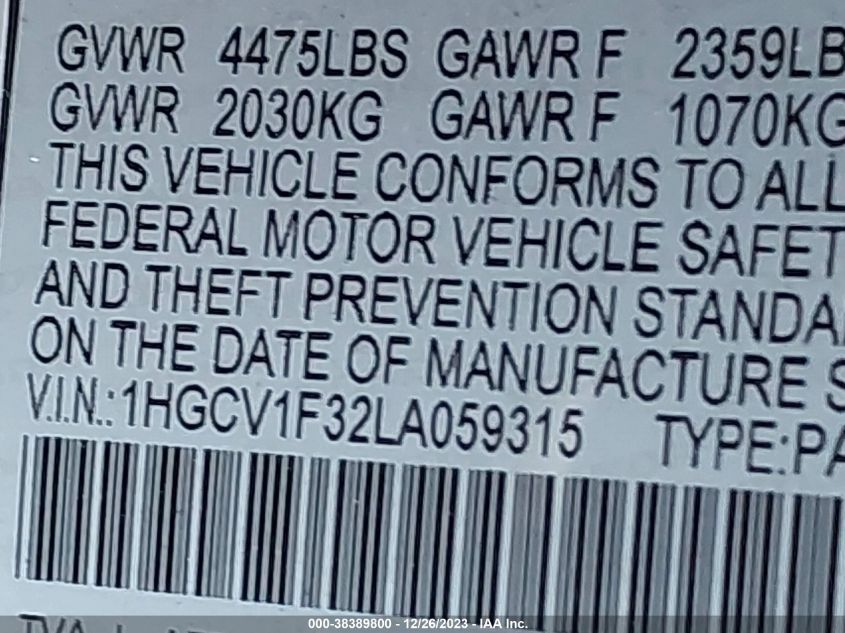 GVWR 4475LBS GAWR F 2359LB
GVWR 2030KG GAWR F 1070KG
THIS VEHICLE CONFORMS TO ALL
FEDERAL MOTOR VEHICLE SAFET
AND THEFT PREVENTION STANDA
ON THE DATE OF MANUFACTURE S
V.I.N.:1HGCV1F32LA059315 TYPE:PA
000-38389800 - 12/26/2023 - IAA Inc.